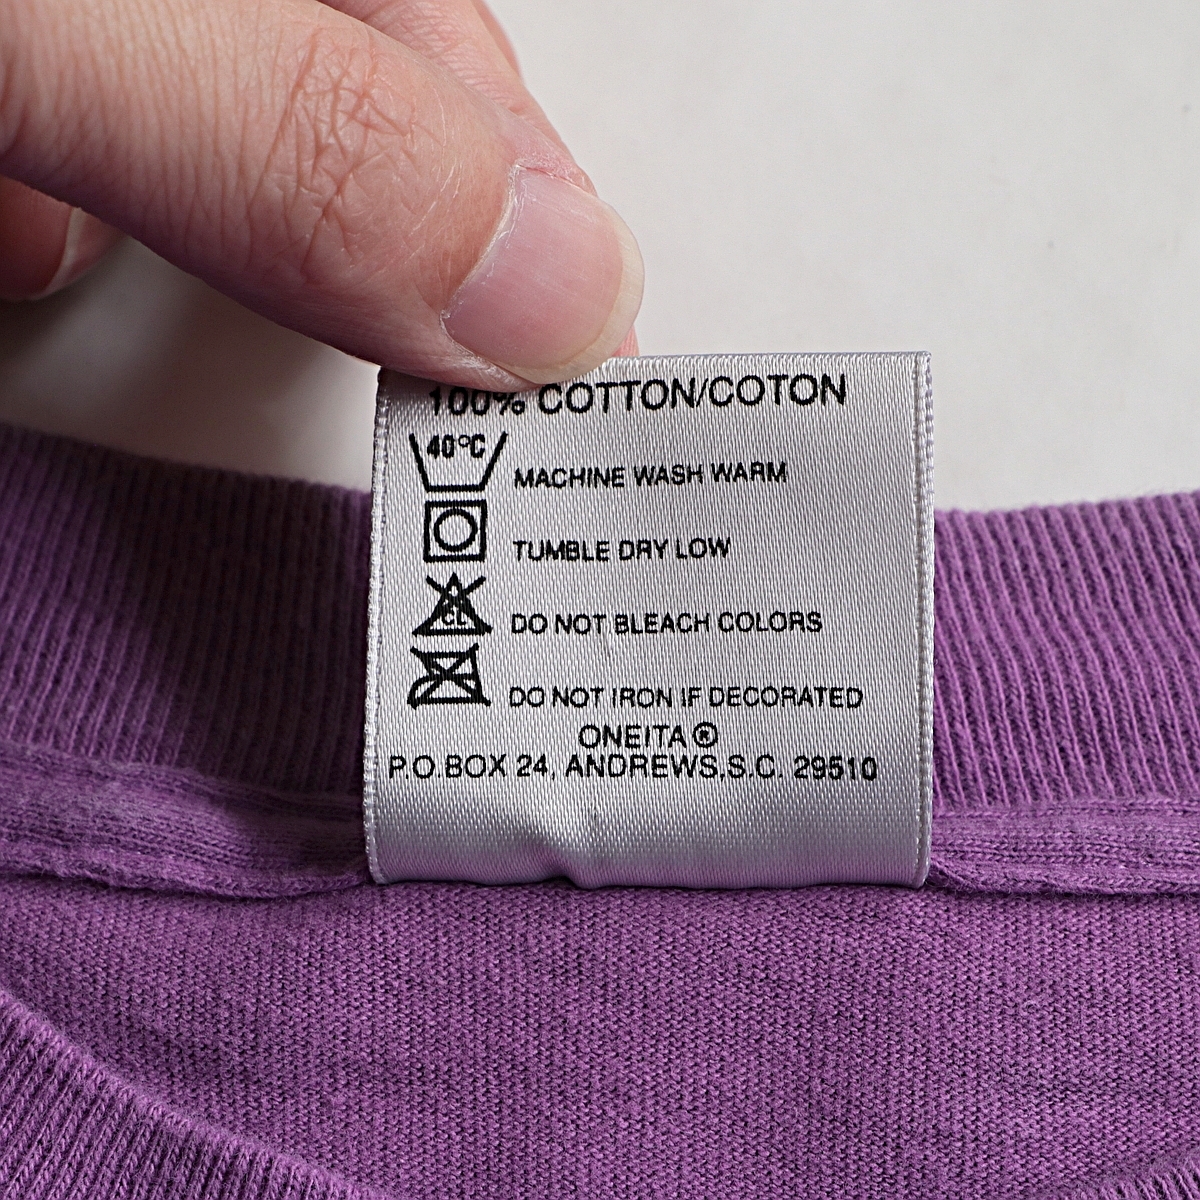 100% COTTON/COTON
40°C
MACHINE WASH WARM
TUMBLE DRY LOW
CL
DO NOT BLEACH COLORS
DO NOT IRON IF DECORATED
ONEITA ®
P.O.BOX 24, ANDREWS,S.C. 29510